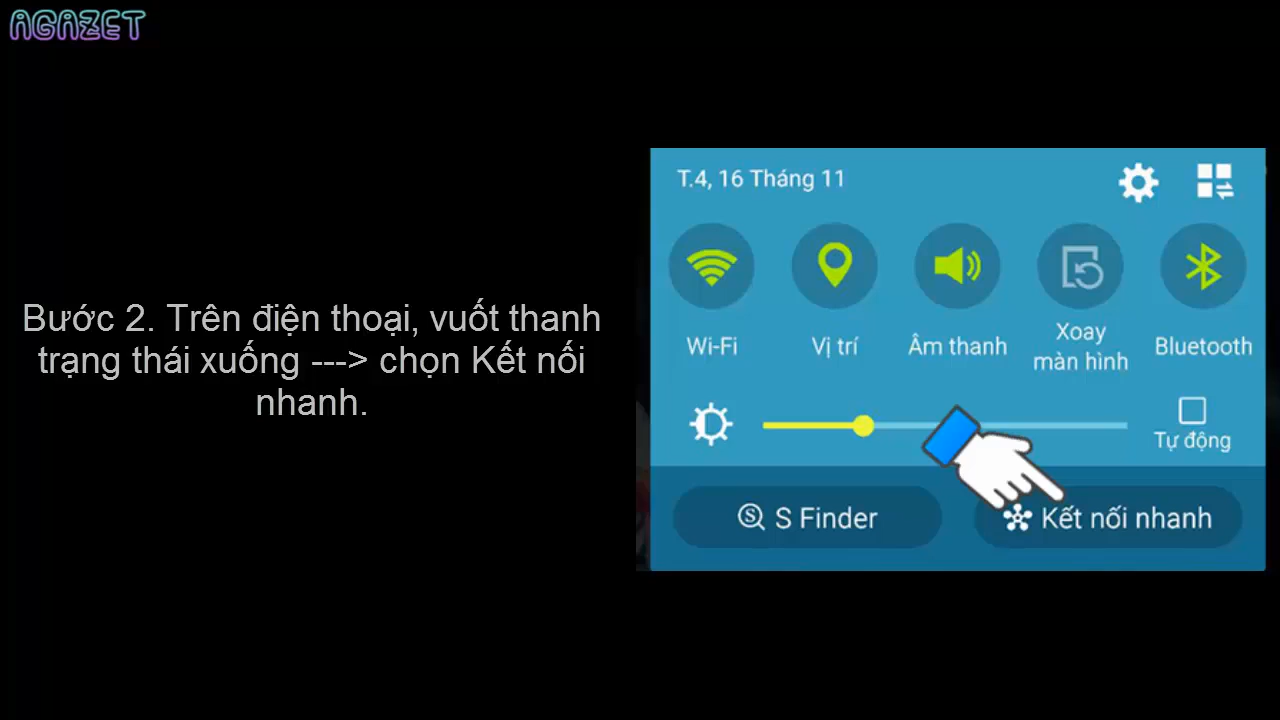 AGAZET
Bước 2. Trên điện thoại, vuốt thanh
trạng thái xuống ---> chọn Kết nối
nhanh.
T.4, 16 Tháng 11
Wi-Fi
Vị trí
Âm thanh
Xoay
màn hình
Bluetooth
Tự động
S Finder
Kết nối nhanh